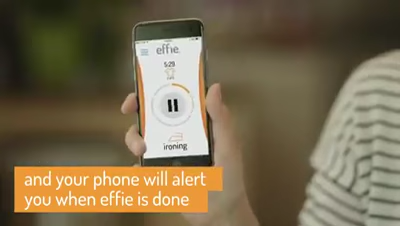 effie
5:29
ironing
and your phone will alert
you when effie is done